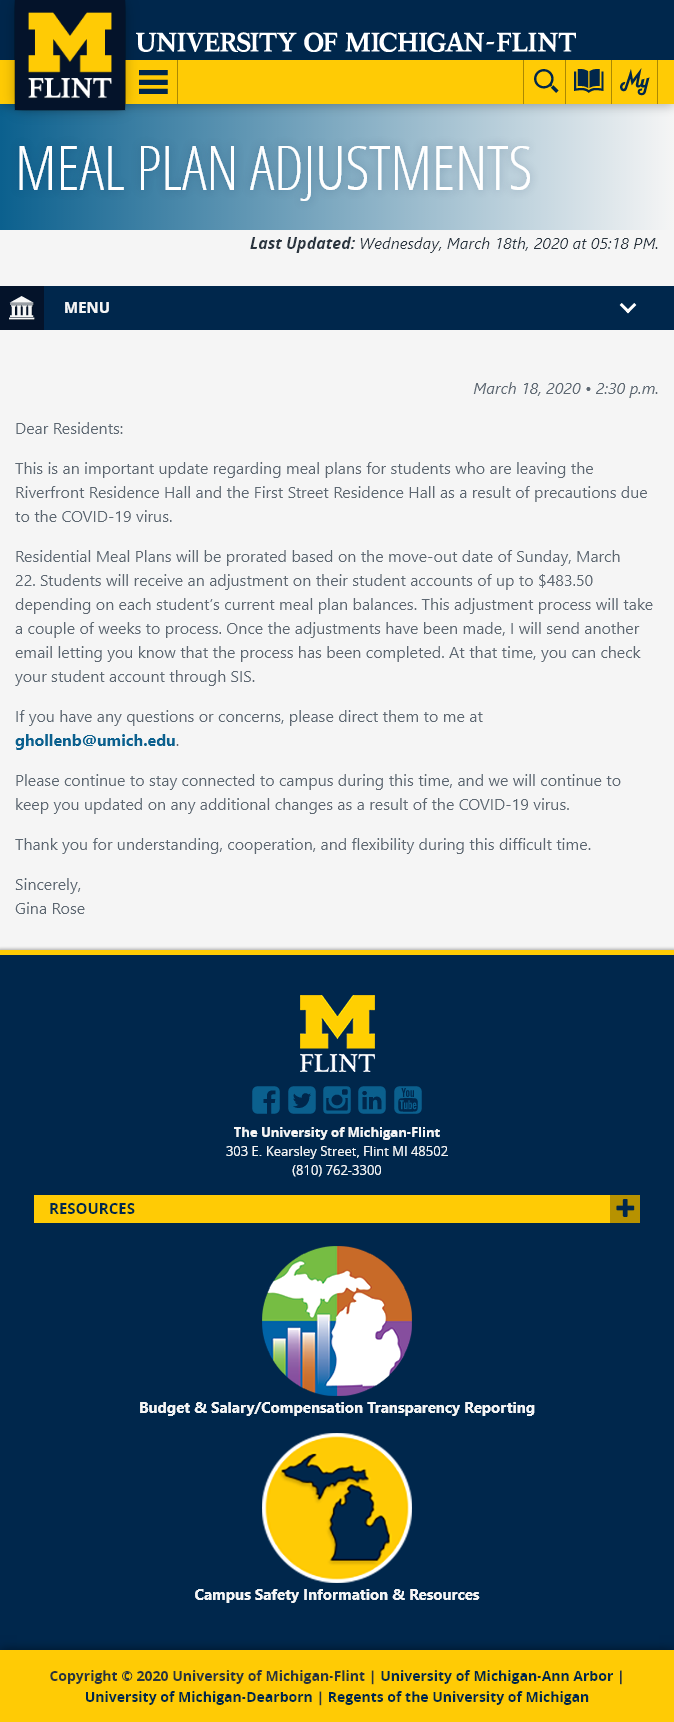 M
FLINT
UNIVERSITY OF MICHIGAN-FLINT
My
MEAL PLAN ADJUSTMENTS
Last Updated: Wednesday, March 18th, 2020 at 05:18 PM.
MENU
March 18, 2020 • 2:30 p.m.
Dear Residents:
This is an important update regarding meal plans for students who are leaving the
Riverfront Residence Hall and the First Street Residence Hall as a result of precautions due
to the COVID-19 virus.
Residential Meal Plans will be prorated based on the move-out date of Sunday, March
22. Students will receive an adjustment on their student accounts of up to $483.50
depending on each student’s current meal plan balances. This adjustment process will take
a couple of weeks to process. Once the adjustments have been made, I will send another
email letting you know that the process has been completed. At that time, you can check
your student account through SIS.
If you have any questions or concerns, please direct them to me at
ghollenb@umich.edu.
Please continue to stay connected to campus during this time, and we will continue to
keep you updated on any additional changes as a result of the COVID-19 virus.
Thank you for understanding, cooperation, and flexibility during this difficult time.
Sincerely,
Gina Rose
M
FLINT
You
Tube
The University of Michigan-Flint
303 E. Kearsley Street, Flint MI 48502
(810) 762-3300
RESOURCES
Budget & Salary/Compensation Transparency Reporting
Campus Safety Information & Resources
Copyright © 2020 University of Michigan-Flint | University of Michigan-Ann Arbor |
University of Michigan-Dearborn | Regents of the University of Michigan